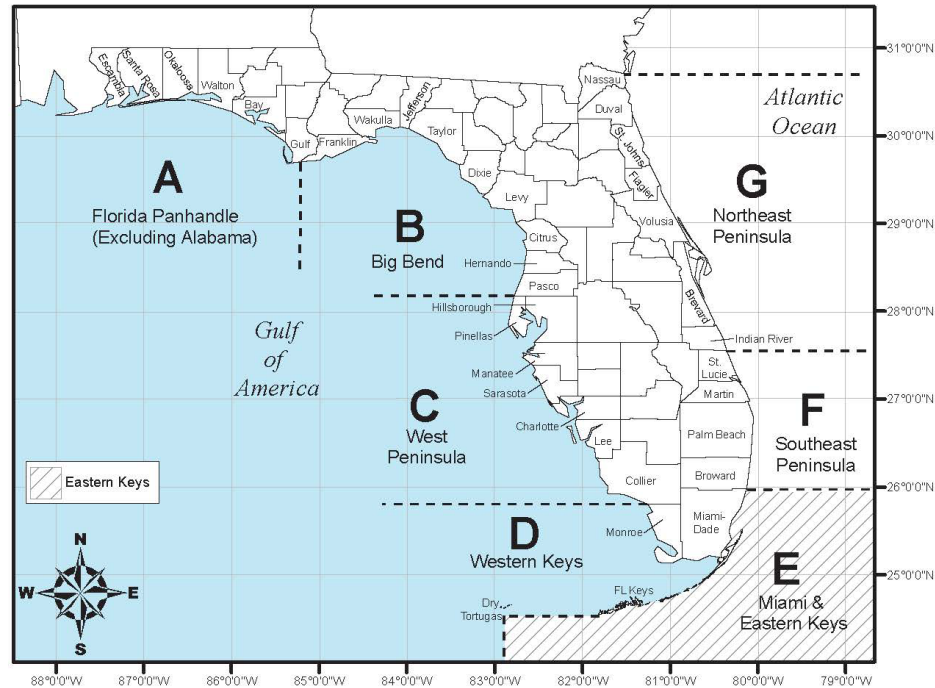 Escambia
Santa Rosa
Okaloosa
Walton
Bay
Gulf
Franklin
Wakulla
Jefferson
Taylor
Dixie
Levy
Citrus
Hernando
Pasco
Hillsborough
Pinellas
Manatee
Sarasota
Charlotte
Lee
Collier
Monroe
Miami-
Dade
Broward
Palm Beach
Martin
St.
Lucie
Indian River
Brevard
Volusia
Flagler
St. Johns
Duval
Nassau
FL Keys
Dry
Tortugas
Atlantic
Ocean
Gulf
of
America
A
Florida Panhandle
(Excluding Alabama)
B
Big Bend
C
West
Peninsula
D
Western Keys
E
Miami &
Eastern Keys
F
Southeast
Peninsula
G
Northeast
Peninsula
Eastern Keys
N
W
E
S
31°0'0"N
30°0'0"N
29°0'0"N
28°0'0"N
27°0'0"N
26°0'0"N
25°0'0"N
88°0'0"W
87°0'0"W
86°0'0"W
85°0'0"W
84°0'0"W
83°0'0"W
82°0'0"W
81°0'0"W
80°0'0"W
79°0'0"W